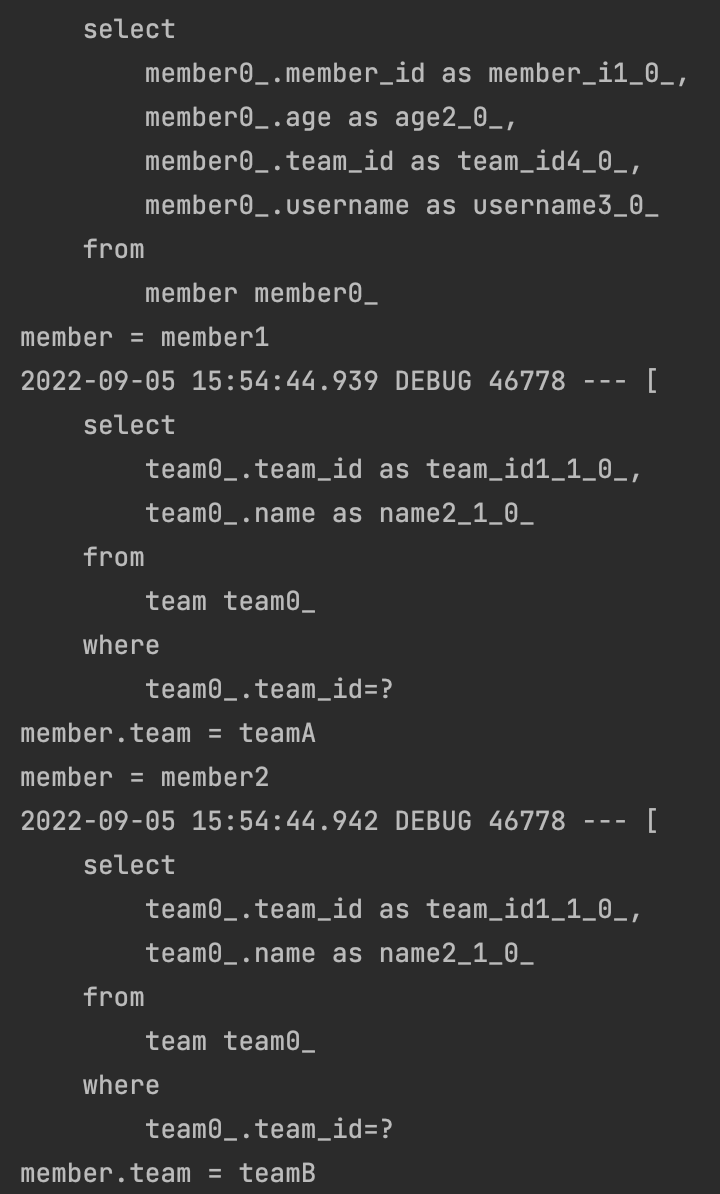 select
member0_.member_id as member_i1_0_,
member0_.age as age2_0_,
member0_.team_id as team_id4_0_,
member0_.username as username3_0_
from
member member0_
member = member1
2022-09-05 15:54:44.939 DEBUG 46778 --- [
select
team0_.team_id as team_id1_1_0_,
team0_.name as name2_1_0_
from
team team0_
where
team0_.team_id=?
member.team = teamA
member = member2
2022-09-05 15:54:44.942 DEBUG 46778 --- [
select
team0_.team_id as team_id1_1_0_,
team0_.name as name2_1_0_
from
team team0_
where
team0_.team_id=?
member.team = teamB